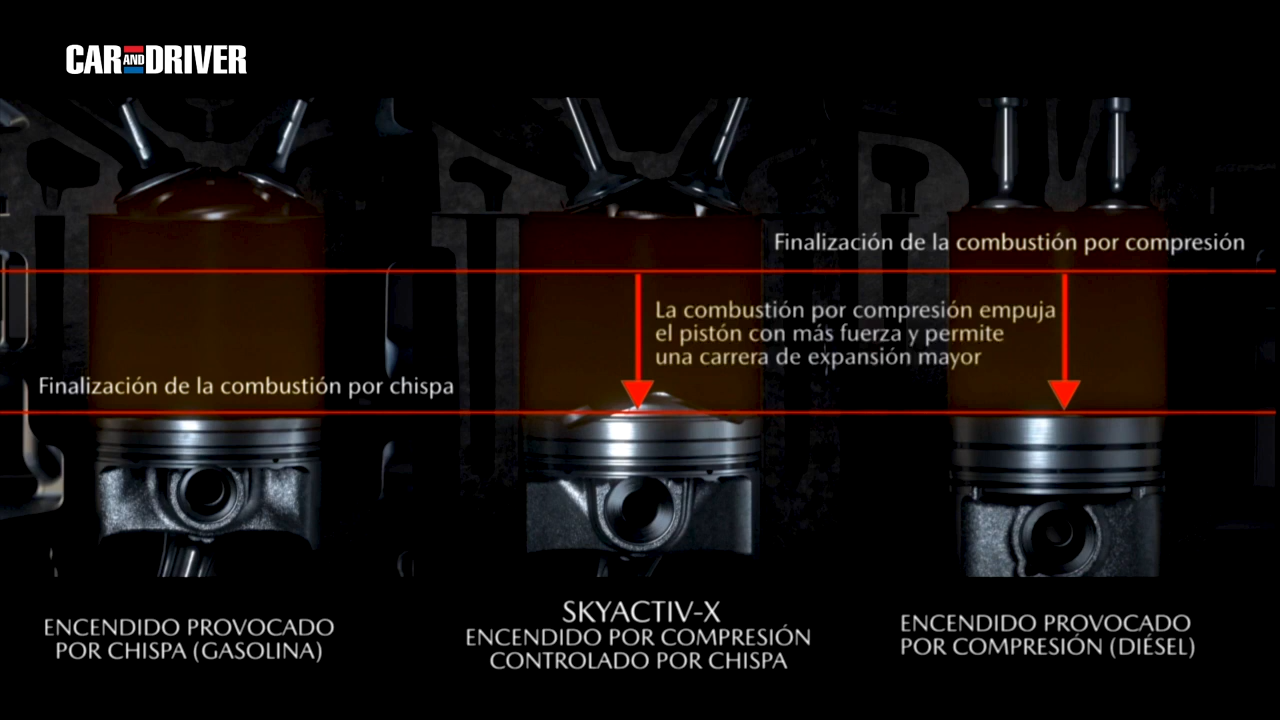 CAR AND DRIVER
Finalización de la combustión por compresión
La combustión por compresión empuja
el pistón con más fuerza y permite
una carrera de expansión mayor
Finalización de la combustión por chispa
ENCENDIDO PROVOCADO
POR CHISPA (GASOLINA)
SKYACTIV-X
ENCENDIDO POR COMPRESIÓN
CONTROLADO POR CHISPA
ENCENDIDO PROVOCADO
POR COMPRESIÓN (DIÉSEL)